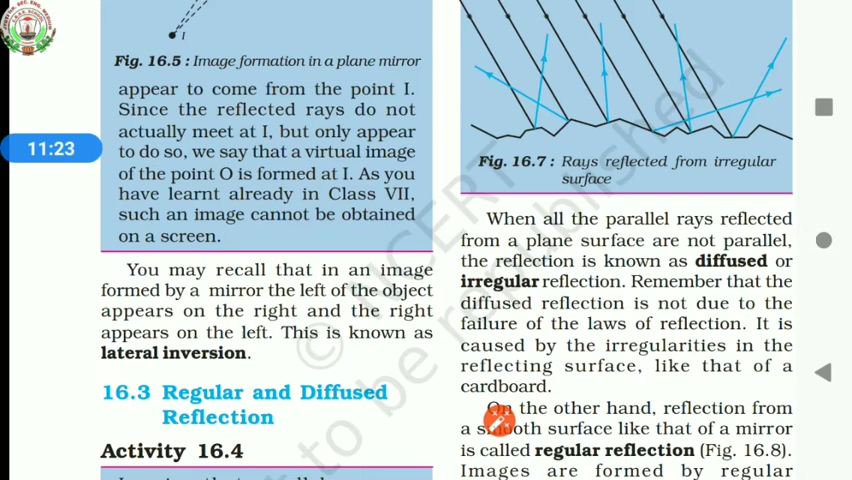 I
Fig. 16.5 : Image formation in a plane mirror
appear to come from the point I.
Since the reflected rays do not
actually meet at I, but only appear
to do so, we say that a virtual image
of the point O is formed at I. As you
have learnt already in Class VII,
such an image cannot be obtained
on a screen.
You may recall that in an image
formed by a mirror the left of the object
appears on the right and the right
appears on the left. This is known as
lateral inversion.
16.3 Regular and Diffused
Reflection
Activity 16.4
11:23
Fig. 16.7 : Rays reflected from irregular
surface
When all the parallel rays reflected
from a plane surface are not parallel,
the reflection is known as diffused or
irregular reflection. Remember that the
diffused reflection is not due to the
failure of the laws of reflection. It is
caused by the irregularities in the
reflecting surface, like that of a
cardboard.
On the other hand, reflection from
a smooth surface like that of a mirror
is called regular reflection (Fig. 16.8).
Images are formed by regular
© NCERT
to be republished